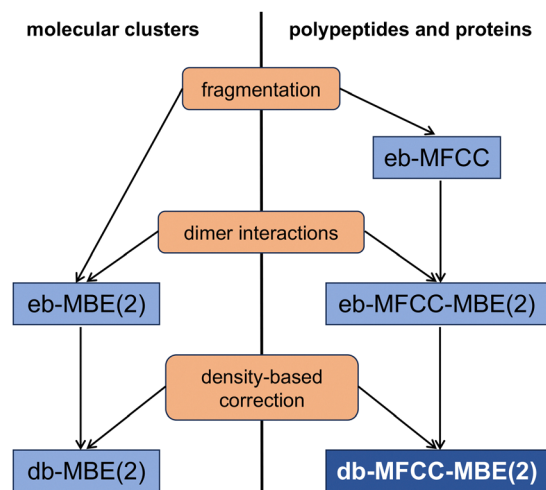 molecular clusters
polypeptides and proteins
fragmentation
eb-MFCC
dimer interactions
eb-MBE(2)
eb-MFCC-MBE(2)
density-based
correction
db-MBE(2)
db-MFCC-MBE(2)